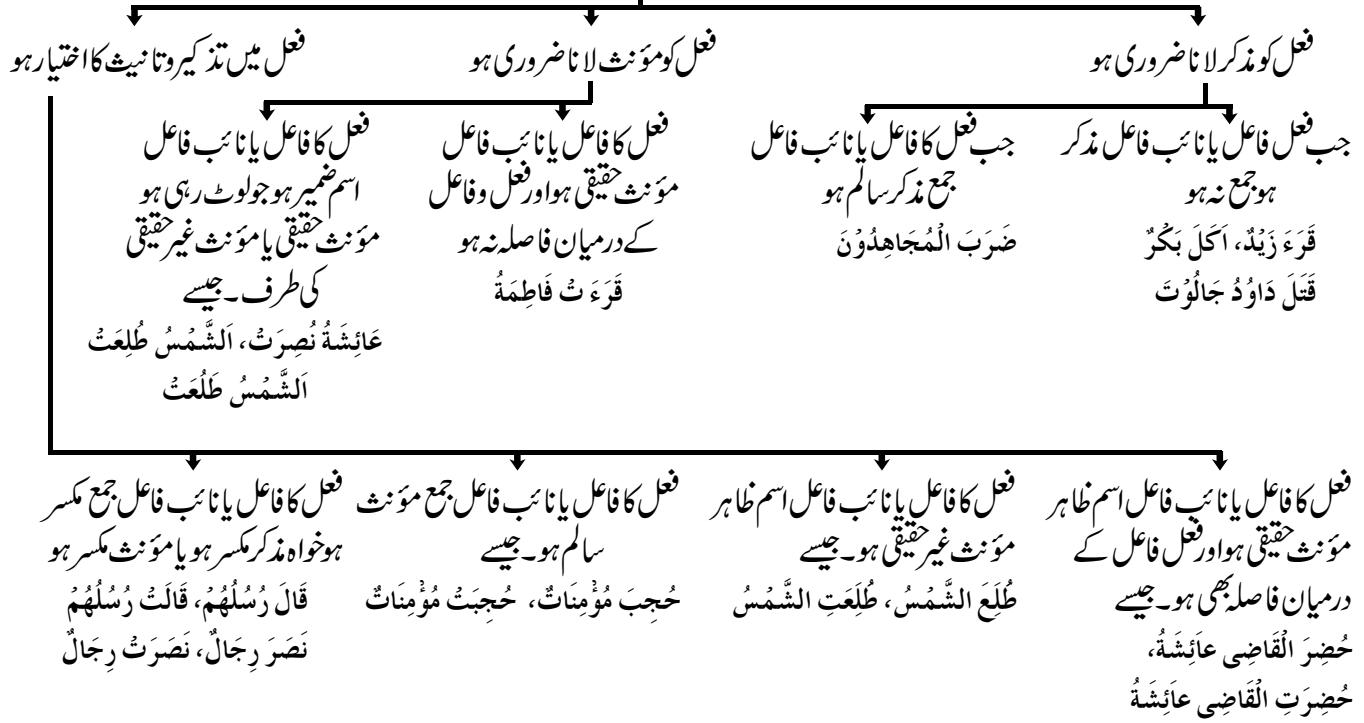 فعل کو مذکر لانا ضروری ہو
فعل کو مؤنث لانا ضروری ہو
فعل میں تذکیر و تانیث کا اختیار ہو
جب فعل فاعل یا نائب فاعل مذکر
ہو جمع نہ ہو
قَرَءَ زَیْدٌ، اَکَلَ بَکْرٌ
قَتَلَ دَاوُدُ جَالُوْتَ
جب فعل کا فاعل یا نائب فاعل
جمع مذکر سالم ہو
ضَرَبَ الْمُجَاهِدُوْنَ
فعل کا فاعل یا نائب فاعل
مؤنث حقیقی ہو اور فعل و فاعل
کے درمیان فاصلہ نہ ہو
قَرَءَ تْ فَاطِمَةُ
فعل کا فاعل یا نائب فاعل
اسم ضمیر ہو جو لوٹ رہی ہو
مؤنث حقیقی یا مؤنث غیر حقیقی
کی طرف۔ جیسے
عَائِشَةُ نُصِرَتْ، اَلشَّمْسُ طُلِعَتْ
اَلشَّمْسُ طَلُعَتْ
فعل کا فاعل یا نائب فاعل اسم ظاہر
مؤنث حقیقی ہو اور فعل فاعل کے
درمیان فاصلہ بھی ہو۔ جیسے
حُضِرَ الْقَاضِی عاَئِشَةُ،
حُضِرَتِ الْقَاضِی عاَئِشَةُ
فعل کا فاعل یا نائب فاعل اسم ظاہر
مؤنث غیر حقیقی ہو۔ جیسے
طُلِعَ الشَّمْسُ، طُلِعَتِ الشَّمْسُ
فعل کا فاعل یا نائب فاعل جمع مؤنث
سالم ہو۔ جیسے
حُجِبَ مُؤْمِنَاتٌ، حُجِبَتْ مُؤْمِنَاتٌ
فعل کا فاعل یا نائب فاعل جمع مکسر
ہو خواہ مذکر مکسر ہو یا مؤنث مکسر ہو
قَالَ رُسُلُهُمْ، قَالَتْ رُسُلُهُمْ
نَصَرَ رِجَالٌ، نَصَرَتْ رِجَالٌ